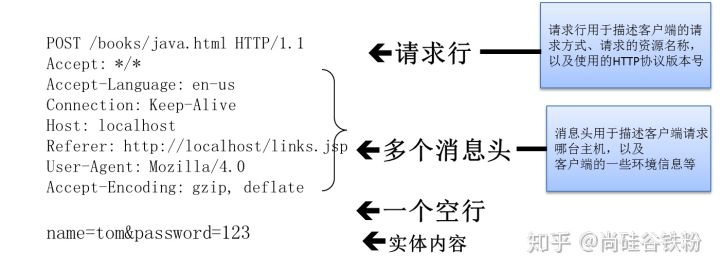 POST /books/java.html HTTP/1.1
Accept: */*
Accept-Language: en-us
Connection: Keep-Alive
Host: localhost
Referer: http://localhost/links.jsp
User-Agent: Mozilla/4.0
Accept-Encoding: gzip, deflate
name=tom&password=123
请求行
多个消息头
一个空行
实体内容
请求行用于描述客户端的请
求方式、请求的资源名称，
以及使用的HTTP协议版本号
消息头用于描述客户端请求
哪台主机，以及
客户端的一些环境信息等
知乎 @尚硅谷铁粉